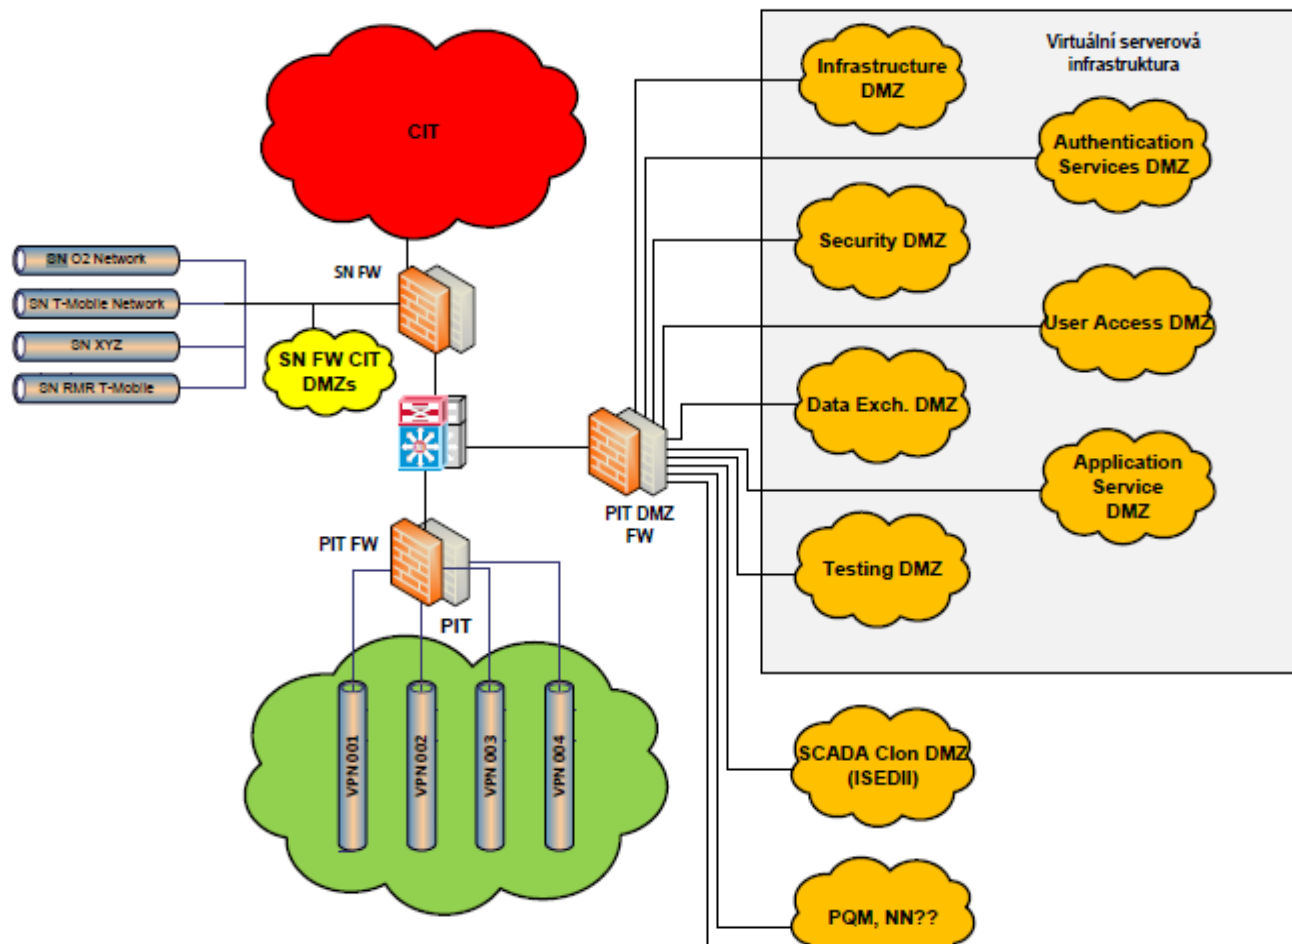 CIT
SN FW
SN O2 Network
SN T-Mobile Network
SN XYZ
SN RMR T-Mobile
SN FW CIT
DMZs
PIT DMZ
FW
PIT FW
PIT
VPN 001
VPN 002
VPN 003
VPN 004
Virtuální serverová
infrastruktura
Infrastructure
DMZ
Authentication
Services DMZ
Security DMZ
User Access DMZ
Data Exch. DMZ
Application
Service
DMZ
Testing DMZ
SCADA Clon DMZ
(ISEDII)
PQM, NN??